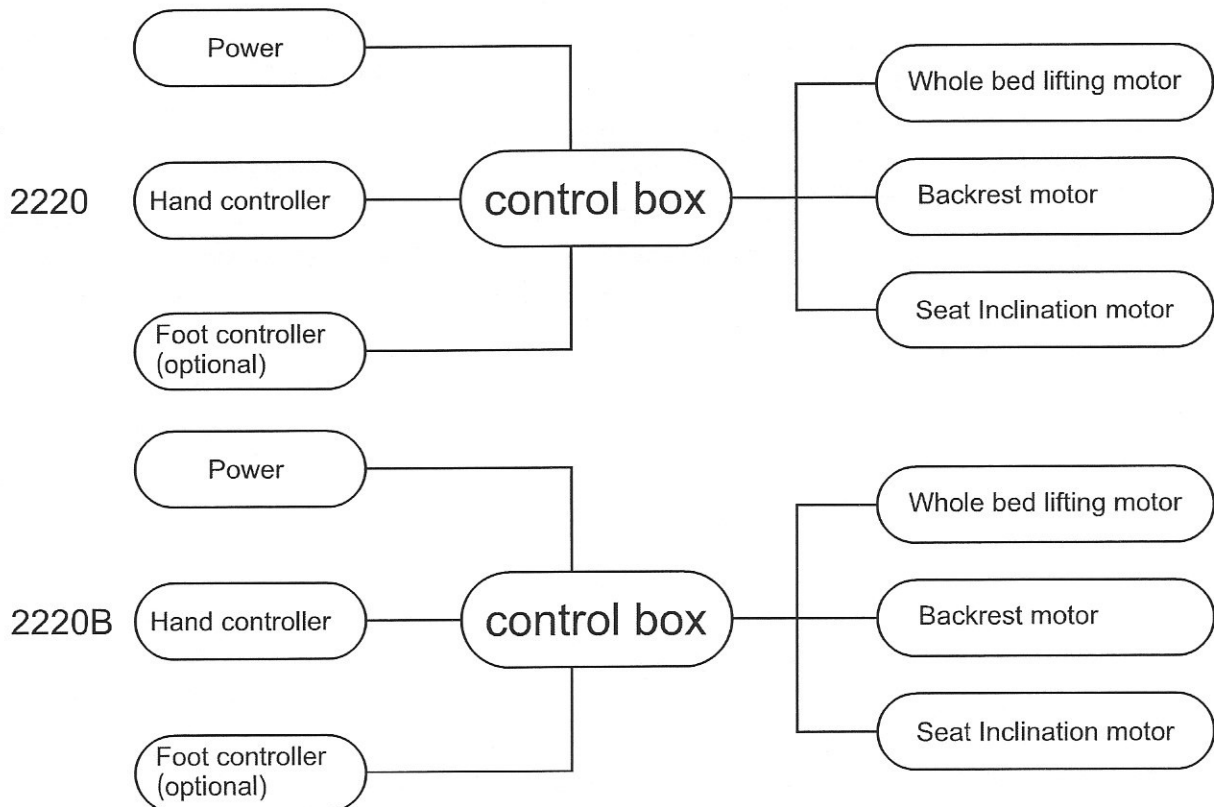 Power
Whole bed lifting motor
2220
Hand controller
control box
Backrest motor
Seat Inclination motor
Foot controller
(optional)
Power
Whole bed lifting motor
2220B
Hand controller
control box
Backrest motor
Seat Inclination motor
Foot controller
(optional)